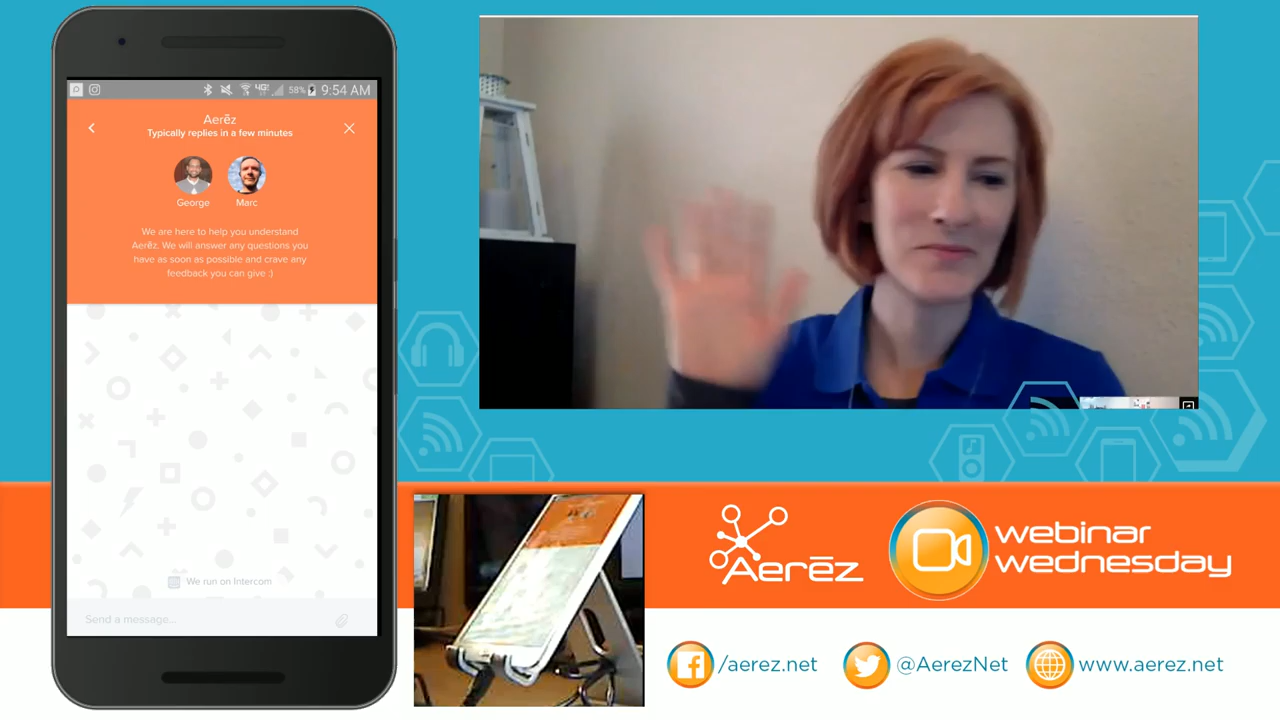 4G
58%
9:54 AM
Aerēz
Typically replies in a few minutes
George
Marc
We are here to help you understand
Aerēz. We will answer any questions you
have as soon as possible and crave any
feedback you can give :)
We run on Intercom
Send a message...
Aerēz
webinar
wednesday
/aerez.net
@AerezNet
www.aerez.net